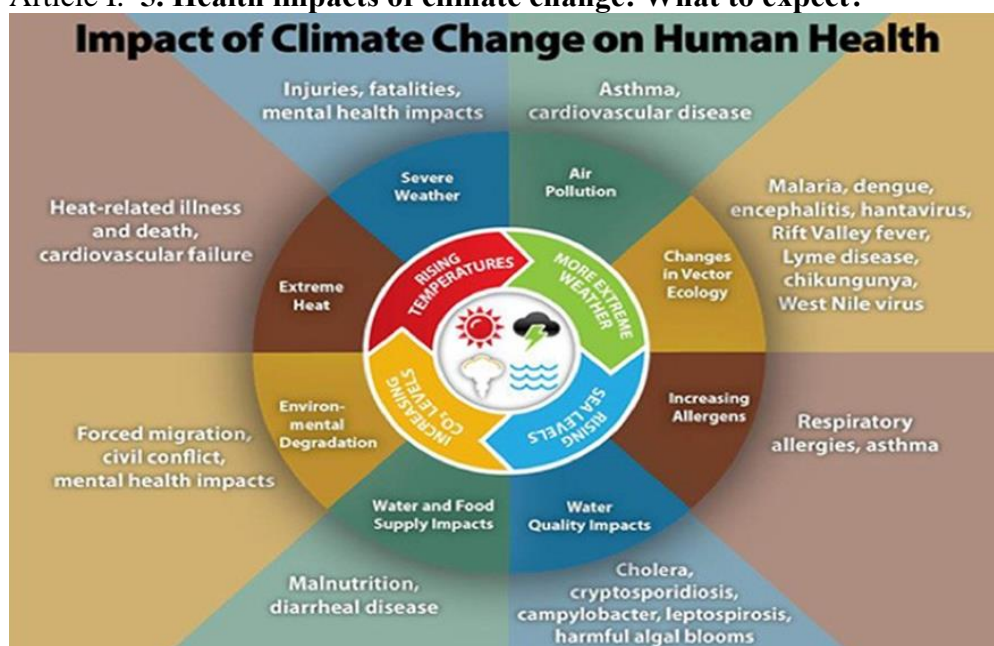 Article I. 3. Health impacts of climate change: What to expect?
Impact of Climate Change on Human Health
Injuries, fatalities,
mental health impacts
Asthma,
cardiovascular disease
Severe
Weather
Air
Pollution
Heat-related illness
and death,
cardiovascular failure
Extreme
Heat
RISING
TEMPERATURES
MORE EXTREME
WEATHER
Changes
in Vector
Ecology
Malaria, dengue,
encephalitis, hantavirus,
Rift Valley fever,
Lyme disease,
chikungunya,
West Nile virus
Forced migration,
civil conflict,
mental health impacts
Environ-
mental
Degradation
INCREASING
CO₂ LEVELS
RISING
SEA LEVELS
Increasing
Allergens
Respiratory
allergies, asthma
Water and Food
Supply Impacts
Water
Quality Impacts
Malnutrition,
diarrheal disease
Cholera,
cryptosporidiosis,
campylobacter, leptospirosis,
harmful algal blooms